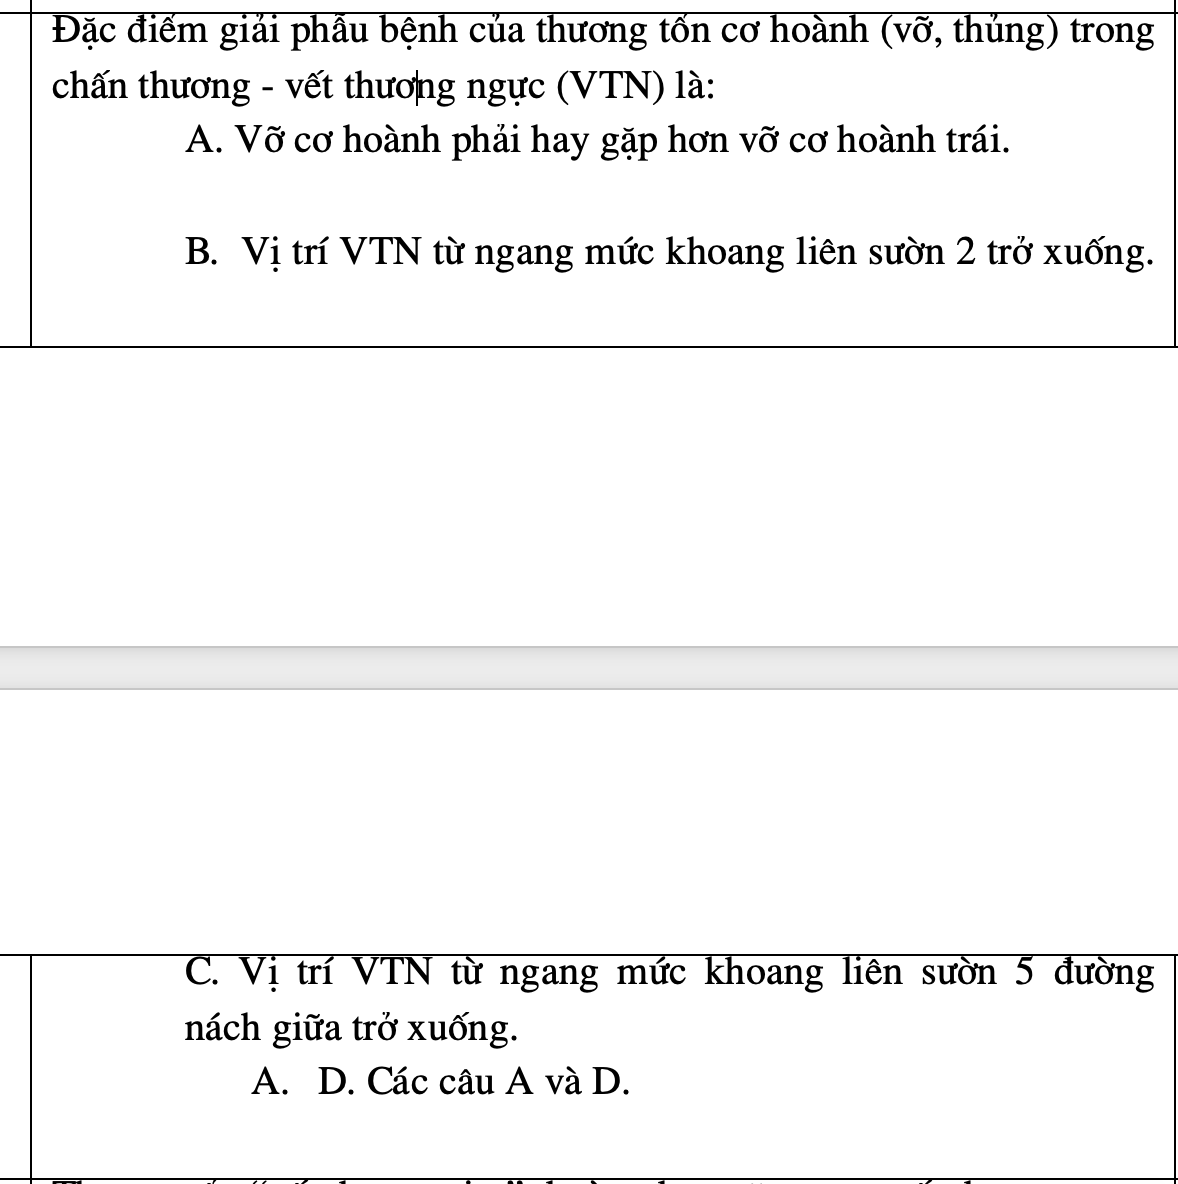 Đặc điểm giải phẫu bệnh của thương tổn cơ hoành (vỡ, thủng) trong
chấn thương - vết thương ngực (VTN) là:
A. Vỡ cơ hoành phải hay gặp hơn vỡ cơ hoành trái.
B. Vị trí VTN từ ngang mức khoang liên sườn 2 trở xuống.
C. Vị trí VTN từ ngang mức khoang liên sườn 5 đường
nách giữa trở xuống.
A. D. Các câu A và D.